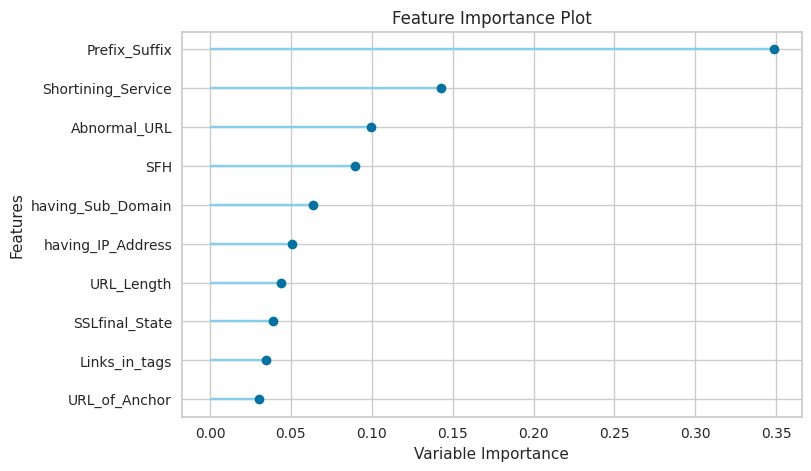 Feature Importance Plot
Features
Prefix_Suffix
Shortining_Service
Abnormal_URL
SFH
having_Sub_Domain
having_IP_Address
URL_Length
SSLfinal_State
Links_in_tags
URL_of_Anchor
0.00 0.05 0.10 0.15 0.20 0.25 0.30 0.35
Variable Importance